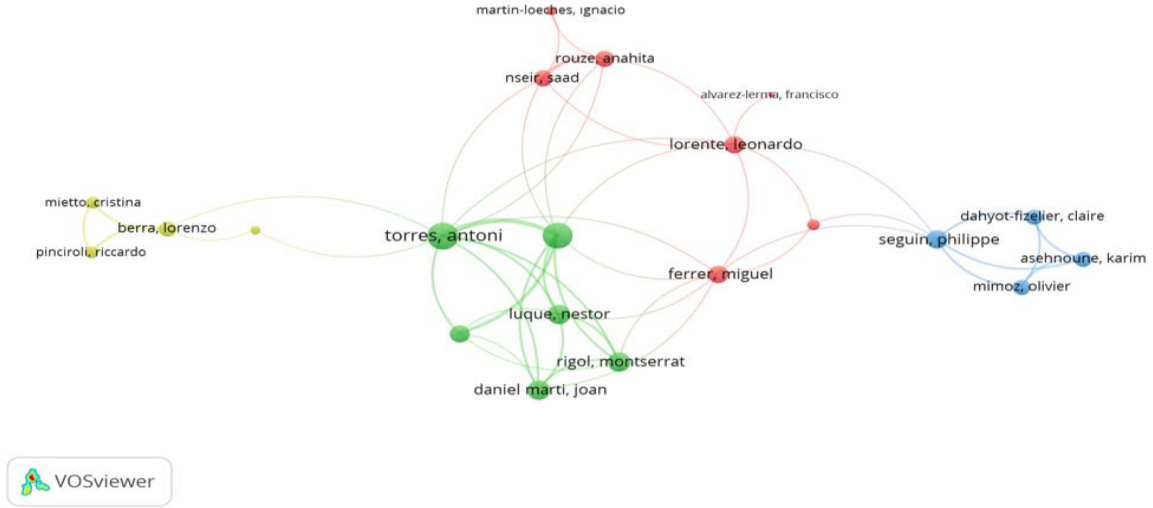 martin-loeches, ignacio
rouze, anahita
nseir, saad
alvarez-lerma, francisco
lorente, leonardo
mietto, cristina
dahyot-fizelier, claire
berra, lorenzo
torres, antoni
seguin, philippe
pinciroli, riccardo
asehnoune, karim
ferrer, miguel
mimoz, olivier
luque, nestor
rigol, montserrat
daniel marti, joan
VOSviewer